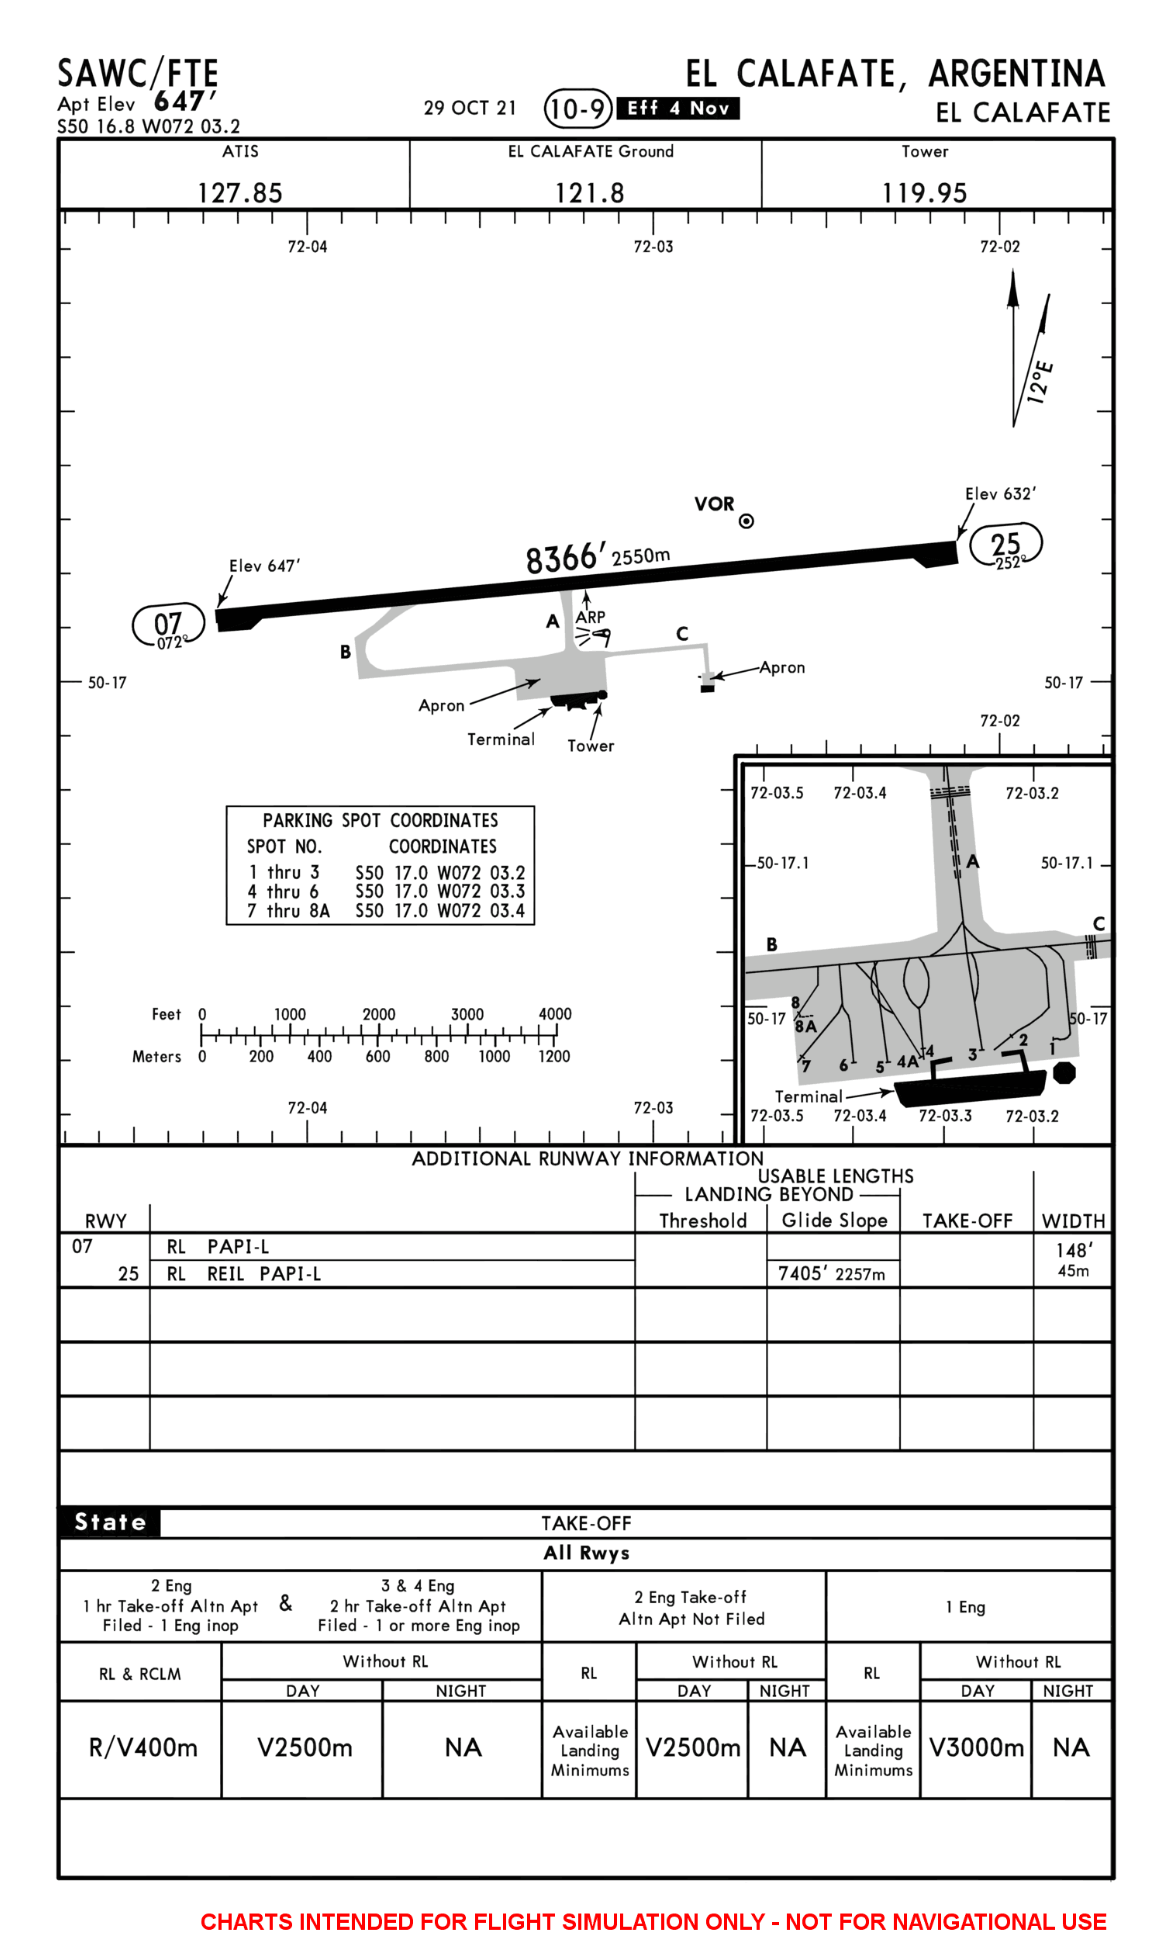 SAWC/FTE
Apt Elev 647'
S50 16.8 W072 03.2
29 OCT 21 10-9 Eff 4 Nov
EL CALAFATE, ARGENTINA
EL CALAFATE
ATIS
127.85
EL CALAFATE Ground
121.8
Tower
119.95
72-04 72-03 72-02
12°E
VOR
Elev 632'
25
252°
8366' 2550m
Elev 647'
07
072°
A
ARP
B
C
Apron
50-17
50-17
Apron
Terminal
Tower
72-02
PARKING SPOT COORDINATES
SPOT NO. COORDINATES
1 thru 3 S50 17.0 W072 03.2
4 thru 6 S50 17.0 W072 03.3
7 thru 8A S50 17.0 W072 03.4
Feet 0 1000 2000 3000 4000
Meters 0 200 400 600 800 1000 1200
72-04 72-03
72-03.5 72-03.4 72-03.2
50-17.1 A 50-17.1
B C
8
50-17 8A 50-17
7 6 5 4A 4 3 2 1
Terminal
72-03.5 72-03.4 72-03.3 72-03.2
ADDITIONAL RUNWAY INFORMATION
USABLE LENGTHS
LANDING BEYOND
RWY Threshold Glide Slope TAKE-OFF WIDTH
07 RL PAPI-L 148'
25 RL REIL PAPI-L 7405' 2257m 45m
State TAKE-OFF
All Rwys
2 Eng
1 hr Take-off Altn Apt
Filed - 1 Eng inop
&
3 & 4 Eng
2 hr Take-off Altn Apt
Filed - 1 or more Eng inop
2 Eng Take-off
Altn Apt Not Filed
1 Eng
RL & RCLM
Without RL
DAY NIGHT
RL
Without RL
DAY NIGHT
RL
Without RL
DAY NIGHT
R/V400m
V2500m
NA
Available
Landing
Minimums
V2500m
NA
Available
Landing
Minimums
V3000m
NA
CHARTS INTENDED FOR FLIGHT SIMULATION ONLY - NOT FOR NAVIGATIONAL USE